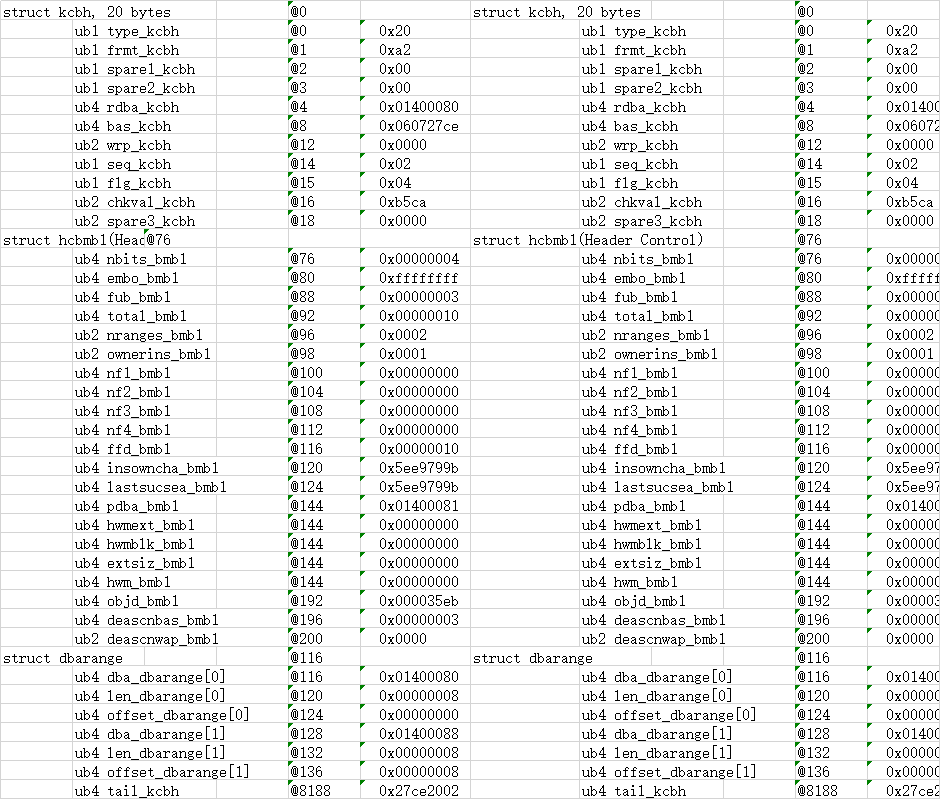 struct kcbh, 20 bytes @0 struct kcbh, 20 bytes @0
ub1 type_kcbh @0 0x20 ub1 type_kcbh @0 0x20
ub1 frmt_kcbh @1 0xa2 ub1 frmt_kcbh @1 0xa2
ub1 spare1_kcbh @2 0x00 ub1 spare1_kcbh @2 0x00
ub1 spare2_kcbh @3 0x00 ub1 spare2_kcbh @3 0x00
ub4 rdba_kcbh @4 0x01400080 ub4 rdba_kcbh @4 0x01400
ub4 bas_kcbh @8 0x060727ce ub4 bas_kcbh @8 0x06072
ub2 wrp_kcbh @12 0x0000 ub2 wrp_kcbh @12 0x0000
ub1 seq_kcbh @14 0x02 ub1 seq_kcbh @14 0x02
ub1 flg_kcbh @15 0x04 ub1 flg_kcbh @15 0x04
ub2 chkval_kcbh @16 0xb5ca ub2 chkval_kcbh @16 0xb5ca
ub2 spare3_kcbh @18 0x0000 ub2 spare3_kcbh @18 0x0000
struct hcbmb1(Head @76 struct hcbmb1(Header Control) @76
ub4 nbits_bmb1 @76 0x00000004 ub4 nbits_bmb1 @76 0x00000
ub4 embo_bmb1 @80 0xffffffff ub4 embo_bmb1 @80 0xfffff
ub4 fub_bmb1 @88 0x00000003 ub4 fub_bmb1 @88 0x00000
ub4 total_bmb1 @92 0x00000010 ub4 total_bmb1 @92 0x00000
ub2 nranges_bmb1 @96 0x0002 ub2 nranges_bmb1 @96 0x0002
ub2 ownerins_bmb1 @98 0x0001 ub2 ownerins_bmb1 @98 0x0001
ub4 nf1_bmb1 @100 0x00000000 ub4 nf1_bmb1 @100 0x00000
ub4 nf2_bmb1 @104 0x00000000 ub4 nf2_bmb1 @104 0x00000
ub4 nf3_bmb1 @108 0x00000000 ub4 nf3_bmb1 @108 0x00000
ub4 nf4_bmb1 @112 0x00000000 ub4 nf4_bmb1 @112 0x00000
ub4 ffd_bmb1 @116 0x00000010 ub4 ffd_bmb1 @116 0x00000
ub4 insowncha_bmb1 @120 0x5ee9799b ub4 insowncha_bmb1 @120 0x5ee97
ub4 lastsucsea_bmb1 @124 0x5ee9799b ub4 lastsucsea_bmb1 @124 0x5ee97
ub4 pdba_bmb1 @144 0x01400081 ub4 pdba_bmb1 @144 0x01400
ub4 hwmext_bmb1 @144 0x00000000 ub4 hwmext_bmb1 @144 0x00000
ub4 hwmblk_bmb1 @144 0x00000000 ub4 hwmblk_bmb1 @144 0x00000
ub4 extsiz_bmb1 @144 0x00000000 ub4 extsiz_bmb1 @144 0x00000
ub4 hwm_bmb1 @144 0x00000000 ub4 hwm_bmb1 @144 0x00000
ub4 objd_bmb1 @192 0x000035eb ub4 objd_bmb1 @192 0x00003
ub4 deascnbas_bmb1 @196 0x00000003 ub4 deascnbas_bmb1 @196 0x00000
ub2 deascnwap_bmb1 @200 0x0000 ub2 deascnwap_bmb1 @200 0x0000
struct dbarange @116 struct dbarange @116
ub4 dba_dbarange[0] @116 0x01400080 ub4 dba_dbarange[0] @116 0x01400
ub4 len_dbarange[0] @120 0x00000008 ub4 len_dbarange[0] @120 0x00000
ub4 offset_dbarange[0] @124 0x00000000 ub4 offset_dbarange[0] @124 0x00000
ub4 dba_dbarange[1] @128 0x01400088 ub4 dba_dbarange[1] @128 0x01400
ub4 len_dbarange[1] @132 0x00000008 ub4 len_dbarange[1] @132 0x00000
ub4 offset_dbarange[1] @136 0x00000008 ub4 offset_dbarange[1] @136 0x00000
ub4 tail_kcbh @8188 0x27ce2002 ub4 tail_kcbh @8188 0x27ce2